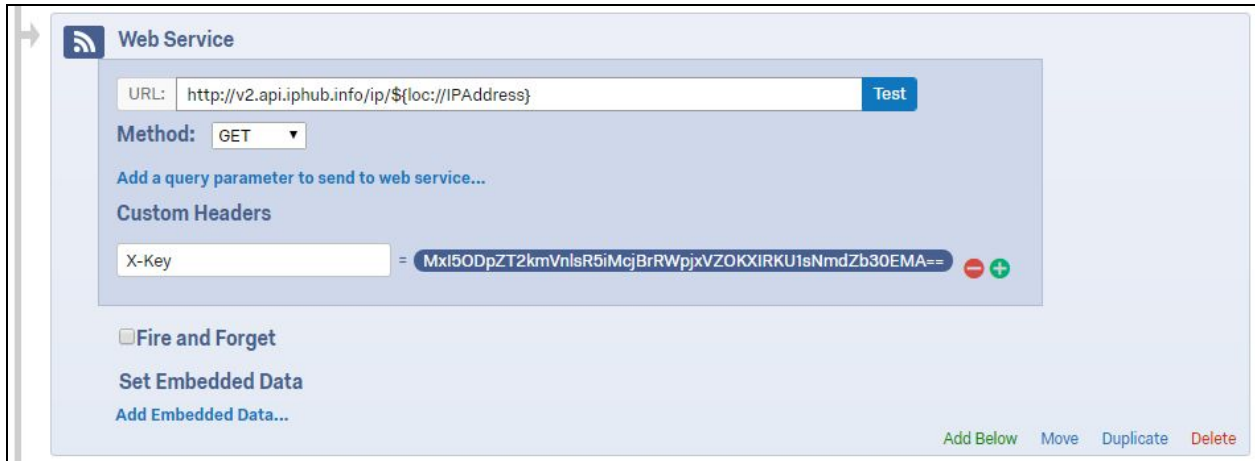 Web Service
URL: http://v2.api.iphub.info/ip/${loc://IPAddress} Test
Method: GET
Add a query parameter to send to web service...
Custom Headers
X-Key = MxI5ODpZT2kmVnlsR5iMcjBrRWpjxVZOKXIRKU1sNmdZb30EMA==
Fire and Forget
Set Embedded Data
Add Embedded Data...
Add Below Move Duplicate Delete